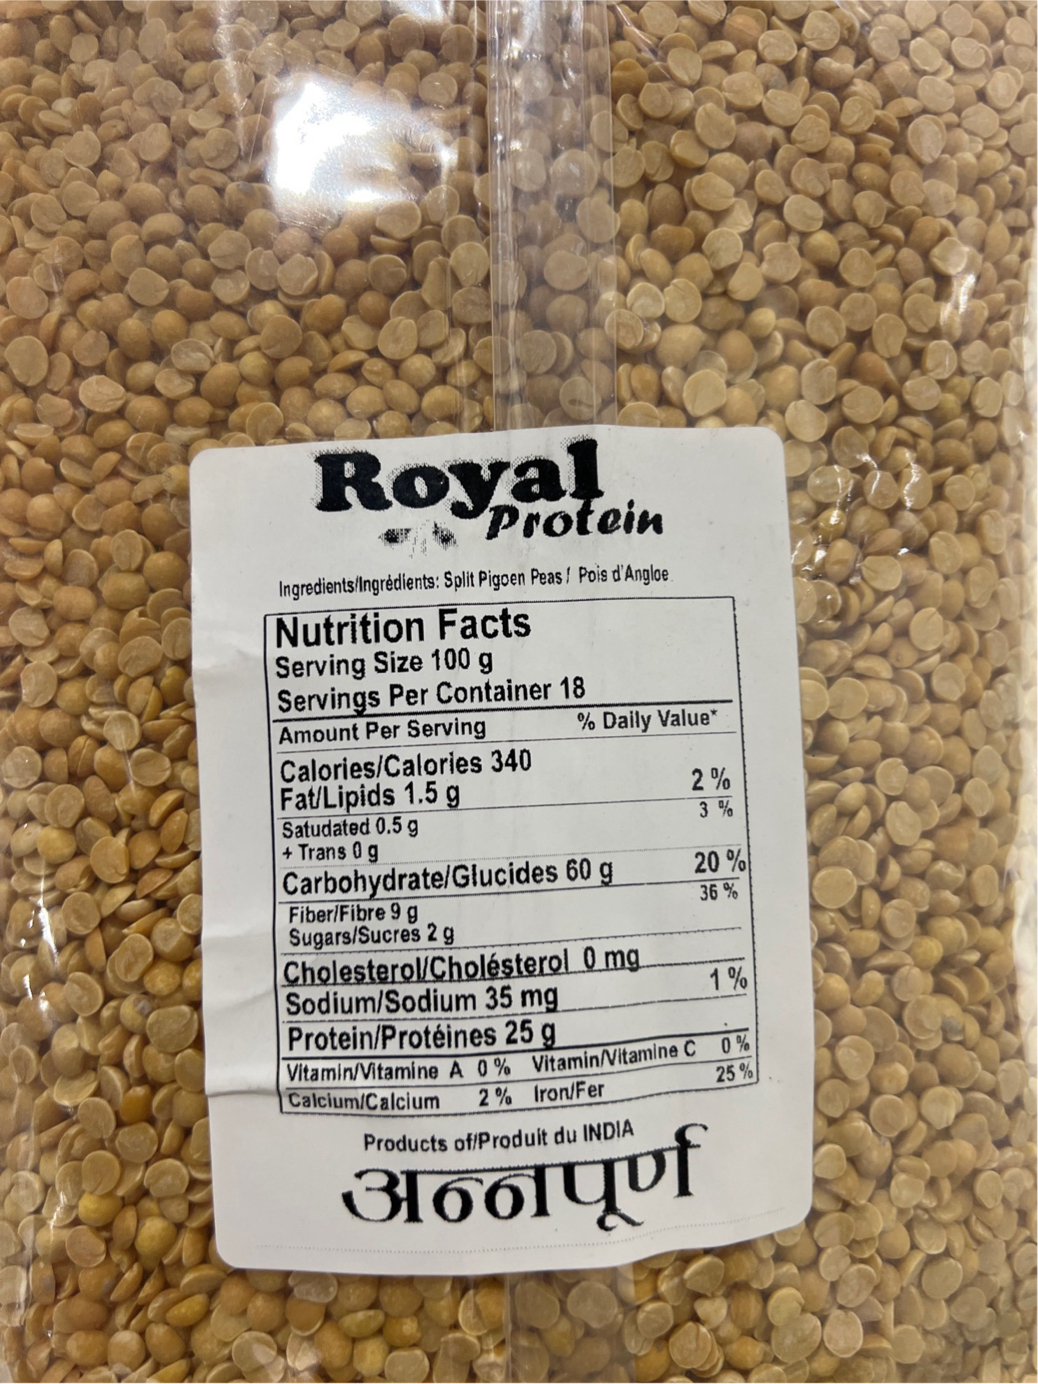 Royal
Protein
Ingredients/Ingrédients: Split Pigoen Peas / Pois d'Angloe
Nutrition Facts
Serving Size 100 g
Servings Per Container 18
Amount Per Serving % Daily Value*
Calories/Calories 340
Fat/Lipids 1.5 g 2 %
Satudated 0.5 g 3 %
+ Trans 0 g
Carbohydrate/Glucides 60 g 20 %
Fiber/Fibre 9 g 36 %
Sugars/Sucres 2 g
Cholesterol/Cholésterol 0 mg
Sodium/Sodium 35 mg 1 %
Protein/Protéines 25 g
Vitamin/Vitamine A 0 % Vitamin/Vitamine C 0 %
Calcium/Calcium 2 % Iron/Fer 25 %
Products of/Produit du INDIA
अन्नपूर्ण